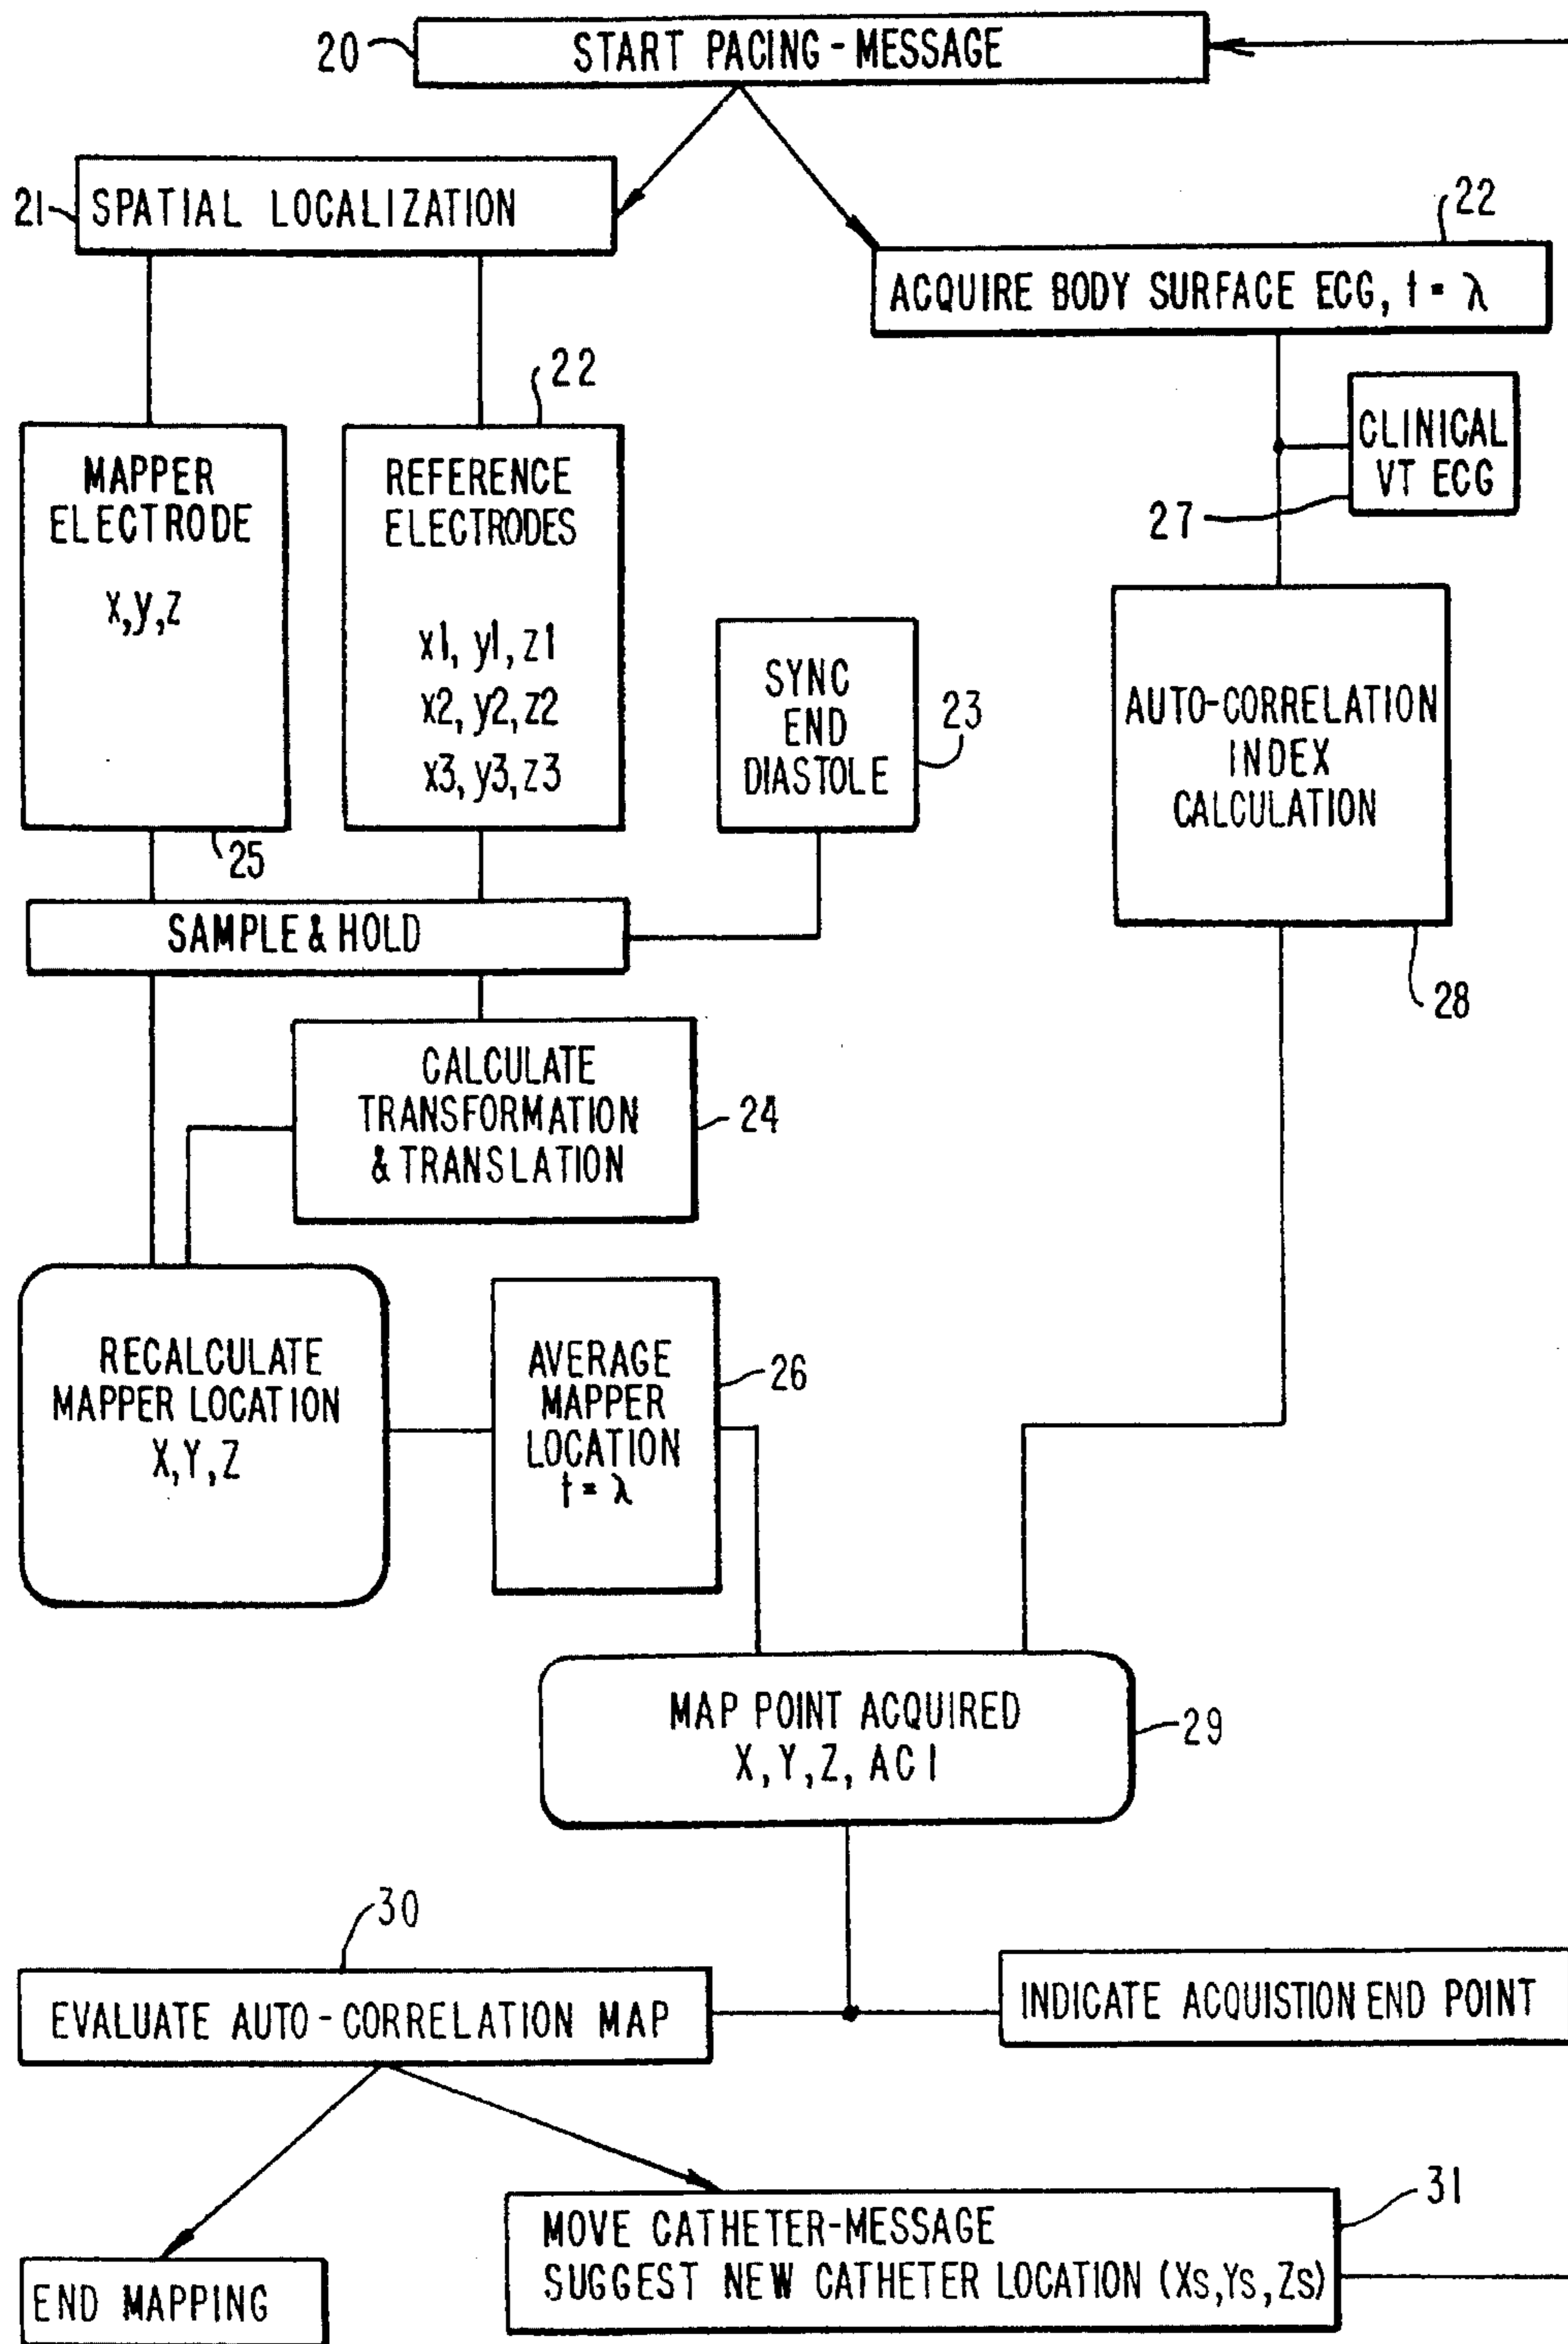 20
START PACING-MESSAGE
21
SPATIAL LOCALIZATION
22
ACQUIRE BODY SURFACE ECG, t = λ
22
MAPPER
ELECTRODE
x,y,z
25
REFERENCE
ELECTRODES
x1, y1, z1
x2, y2, z2
x3, y3, z3
CLINICAL
VT ECG
27
SYNC
END
DIASTOLE
23
AUTO-CORRELATION
INDEX
CALCULATION
28
SAMPLE & HOLD
CALCULATE
TRANSFORMATION
& TRANSLATION
24
RECALCULATE
MAPPER LOCATION
X,Y,Z
AVERAGE
MAPPER
LOCATION
t = λ
26
MAP POINT ACQUIRED
X,Y,Z, ACI
29
30
EVALUATE AUTO-CORRELATION MAP
INDICATE ACQUISTION END POINT
31
MOVE CATHETER-MESSAGE
SUGGEST NEW CATHETER LOCATION (Xs,Ys,Zs)
END MAPPING